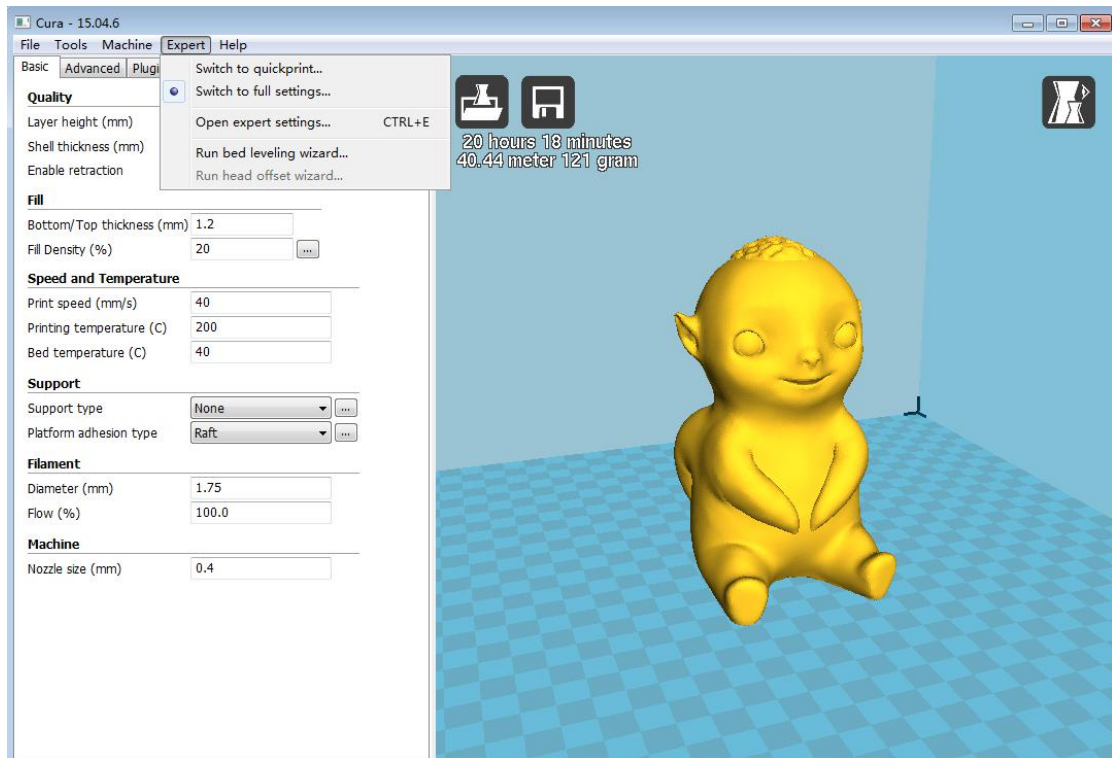 Cura - 15.04.6
File Tools Machine Expert Help
Basic Advanced Plugi
Switch to quickprint...
Switch to full settings...
Open expert settings... CTRL+E
Run bed leveling wizard...
Run head offset wizard...
Quality
Layer height (mm)
Shell thickness (mm)
Enable retraction
Fill
Bottom/Top thickness (mm) 1.2
Fill Density (%) 20 ...
Speed and Temperature
Print speed (mm/s) 40
Printing temperature (C) 200
Bed temperature (C) 40
Support
Support type None ...
Platform adhesion type Raft ...
Filament
Diameter (mm) 1.75
Flow (%) 100.0
Machine
Nozzle size (mm) 0.4
20 hours 18 minutes
40.44 meter 121 gram